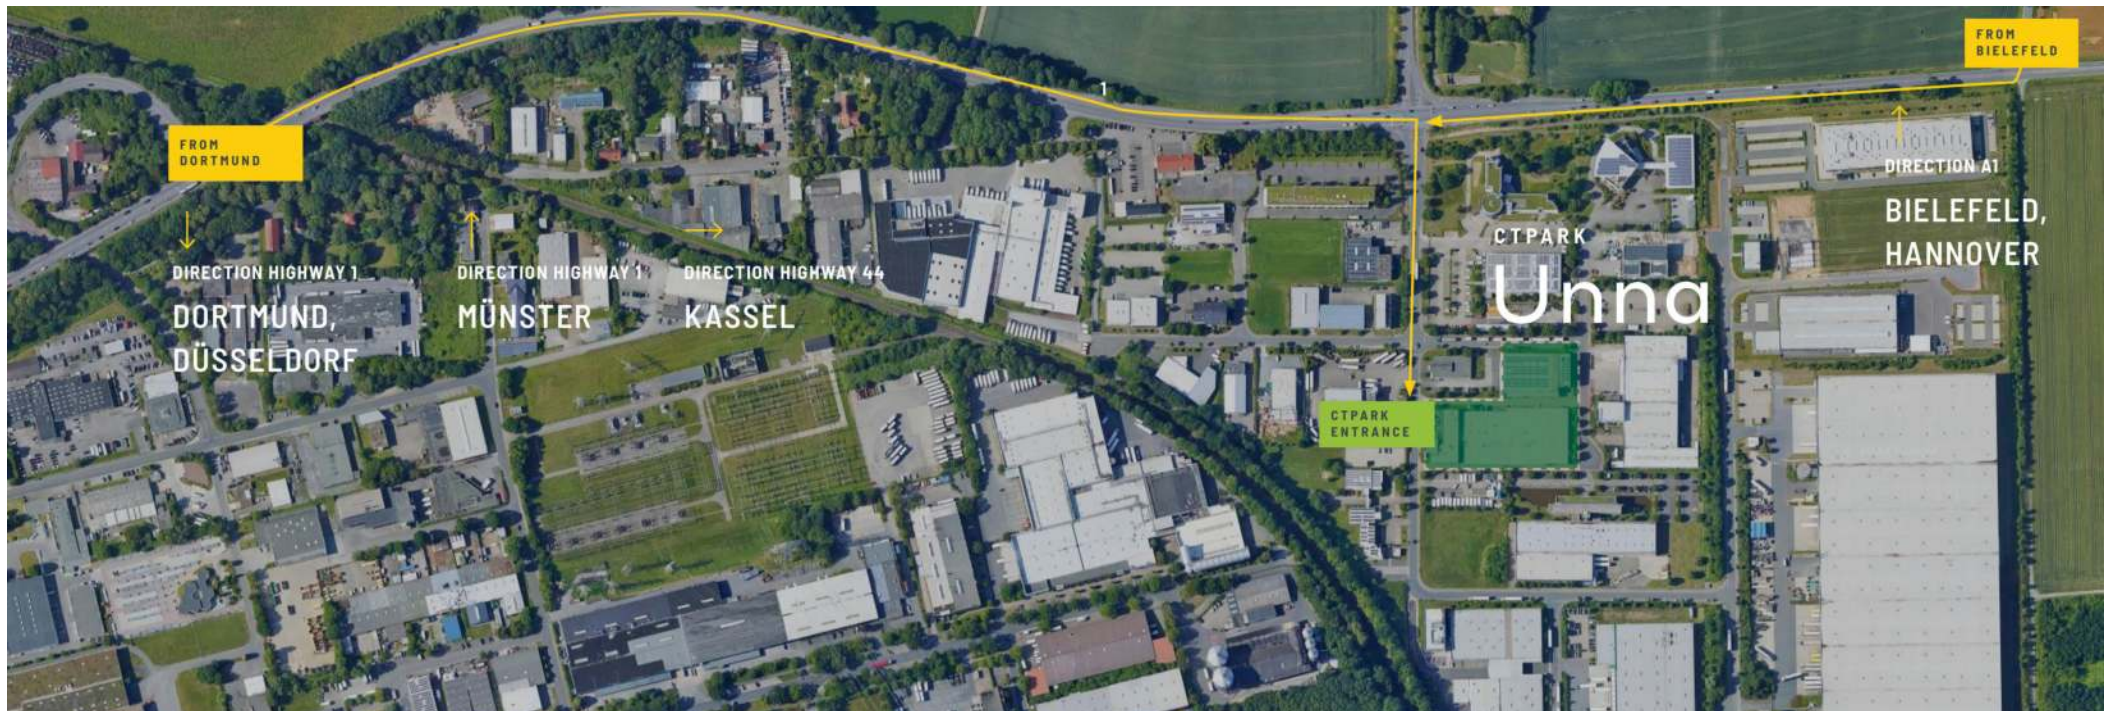 FROM
BIELEFELD
1
FROM
DORTMUND
DIRECTION A1
BIELEFELD,
HANNOVER
CTPARK
Unna
DIRECTION HIGHWAY 1
DORTMUND,
DÜSSELDORF
DIRECTION HIGHWAY 1
MÜNSTER
DIRECTION HIGHWAY 44
KASSEL
CTPARK
ENTRANCE